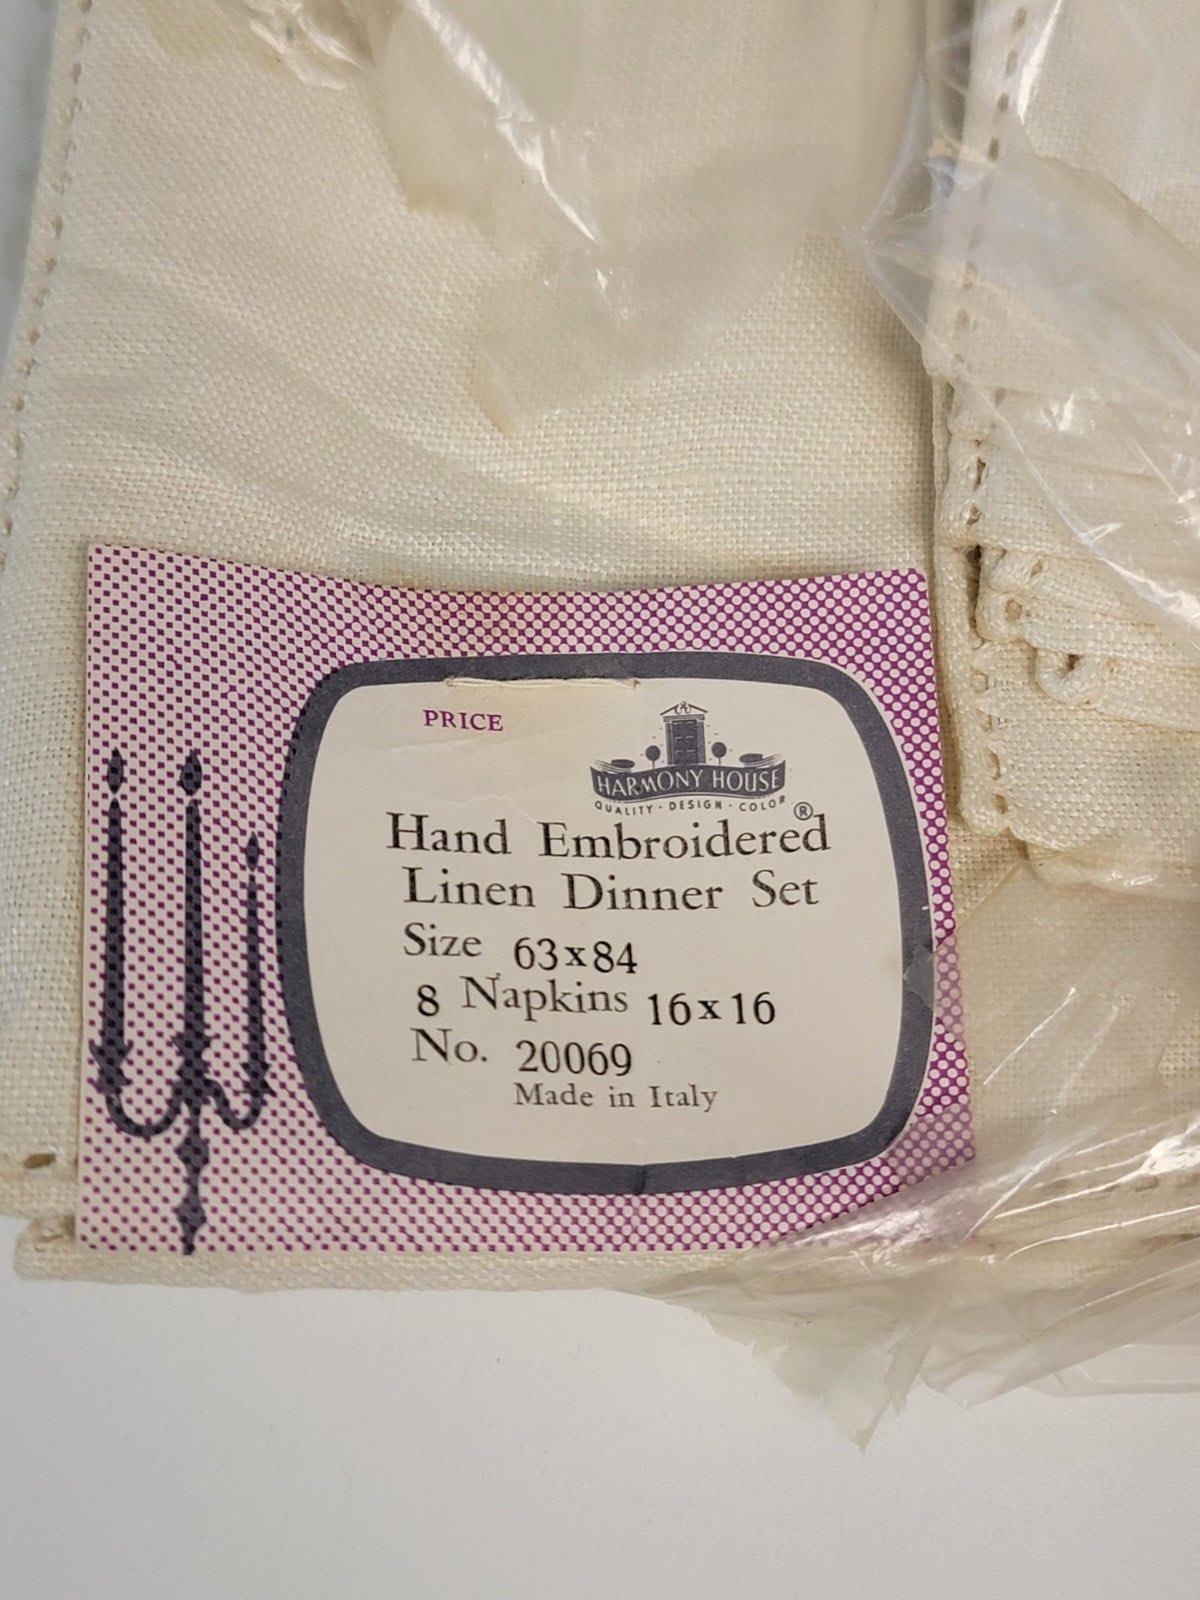 PRICE
HARMONY HOUSE
QUALITY · DESIGN · COLOR ®
Hand Embroidered
Linen Dinner Set
Size 63x84
8 Napkins 16x16
No. 20069
Made in Italy